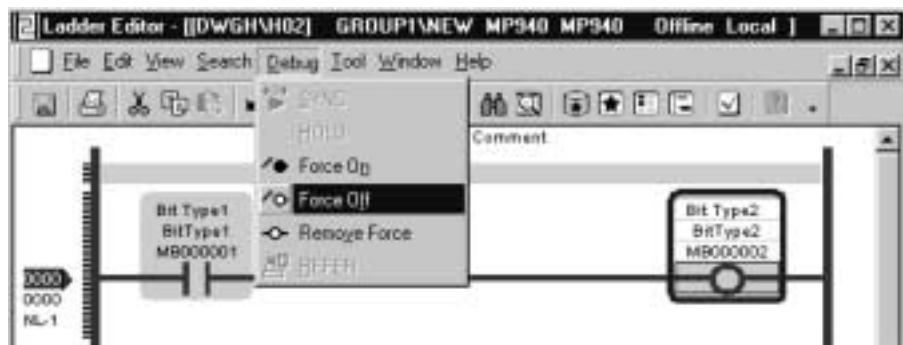 Ladder Editor - [[DWGH\H02] GROUP1\NEW MP940 MP940 Offline Local ]
File Edit View Search Debug Tool Window Help
SYNC
HOLD
Comment
Force On
Force Off
Remove Force
REFER
Bit Type1
BitType1
MB000001
Bit Type2
BitType2
MB000002
0000
0000
NL-1